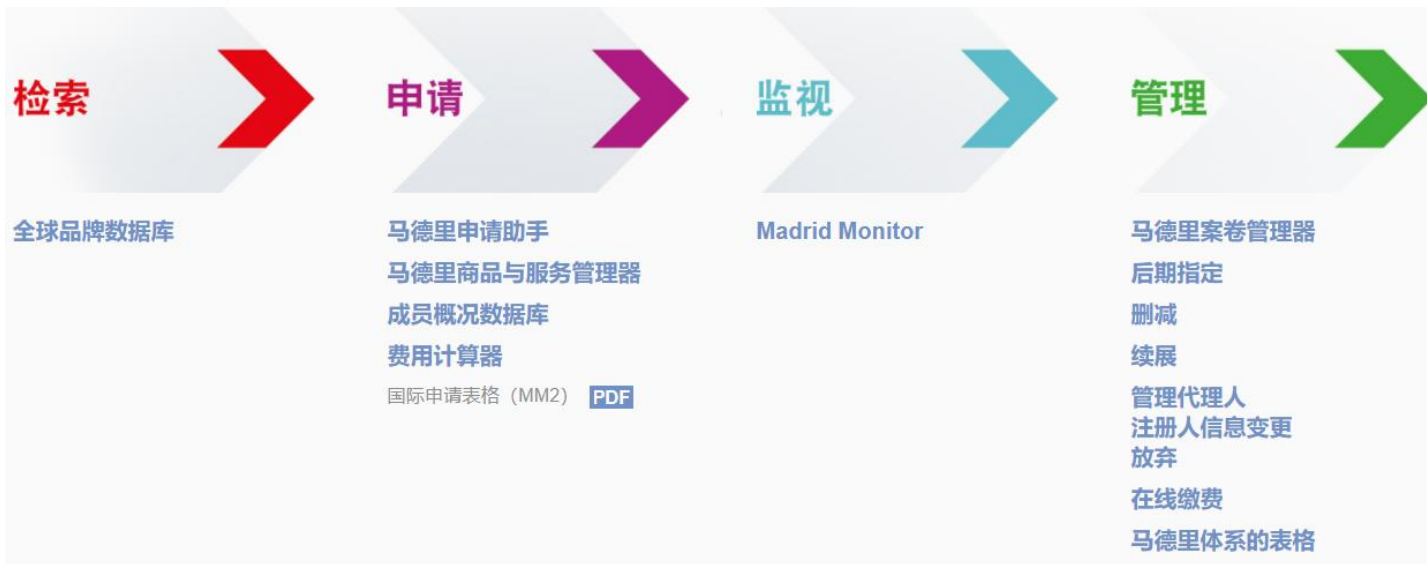 检索
申请
监视
管理
全球品牌数据库
马德里申请助手
马德里商品与服务管理器
成员概况数据库
费用计算器
国际申请表格（MM2） PDF
Madrid Monitor
马德里案卷管理器
后期指定
删减
续展
管理代理人
注册人信息变更
放弃
在线缴费
马德里体系的表格